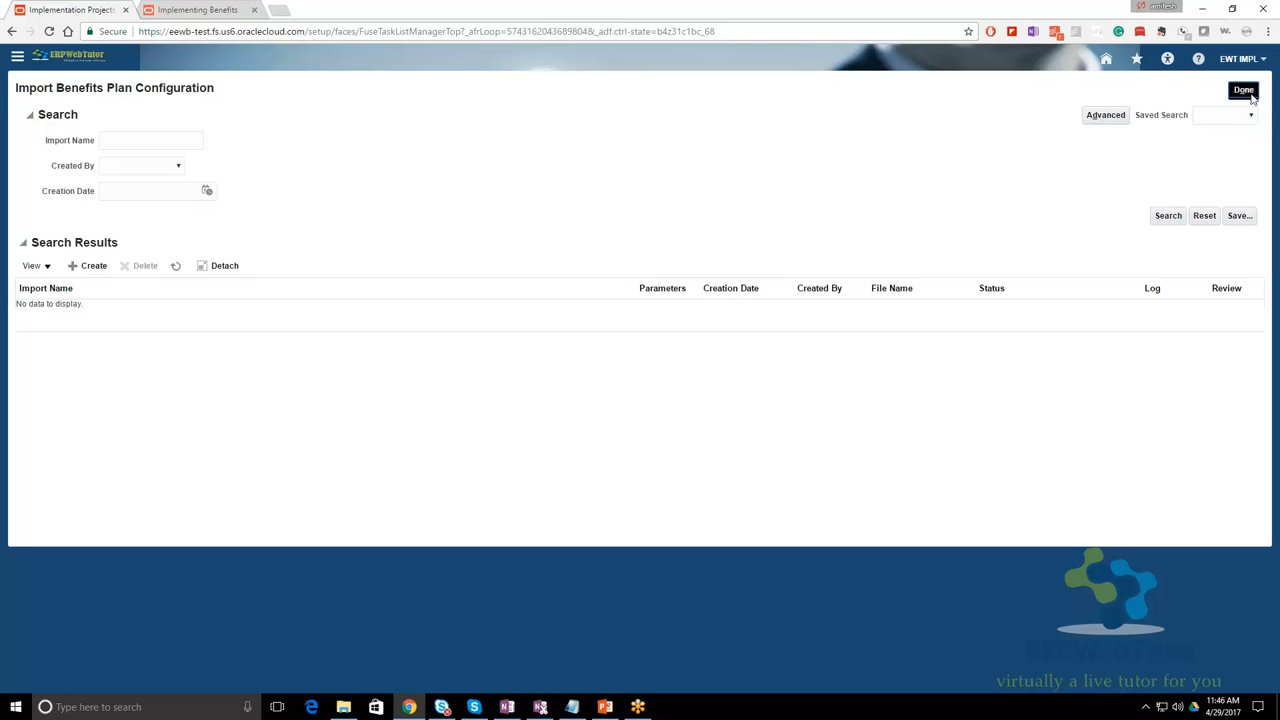 Implementation Projects
Implementing Benefits
amitesh
Secure
https://eewb-test.fs.us6.oraclecloud.com/setup/faces/FuseTaskListManagerTop?_afrLoop=57431620436898046&_adf.ctrl-state=b4z31c1bc_68
ERPWebTutor
EWT IMPL
Import Benefits Plan Configuration
Done
Search
Advanced
Saved Search
Import Name
Created By
Creation Date
Search Reset Save...
Search Results
View Create Delete Detach
Import Name Parameters Creation Date Created By File Name Status Log Review
No data to display.
ERPWebTutor
virtually a live tutor for you
Type here to search
11:46 AM
4/29/2017